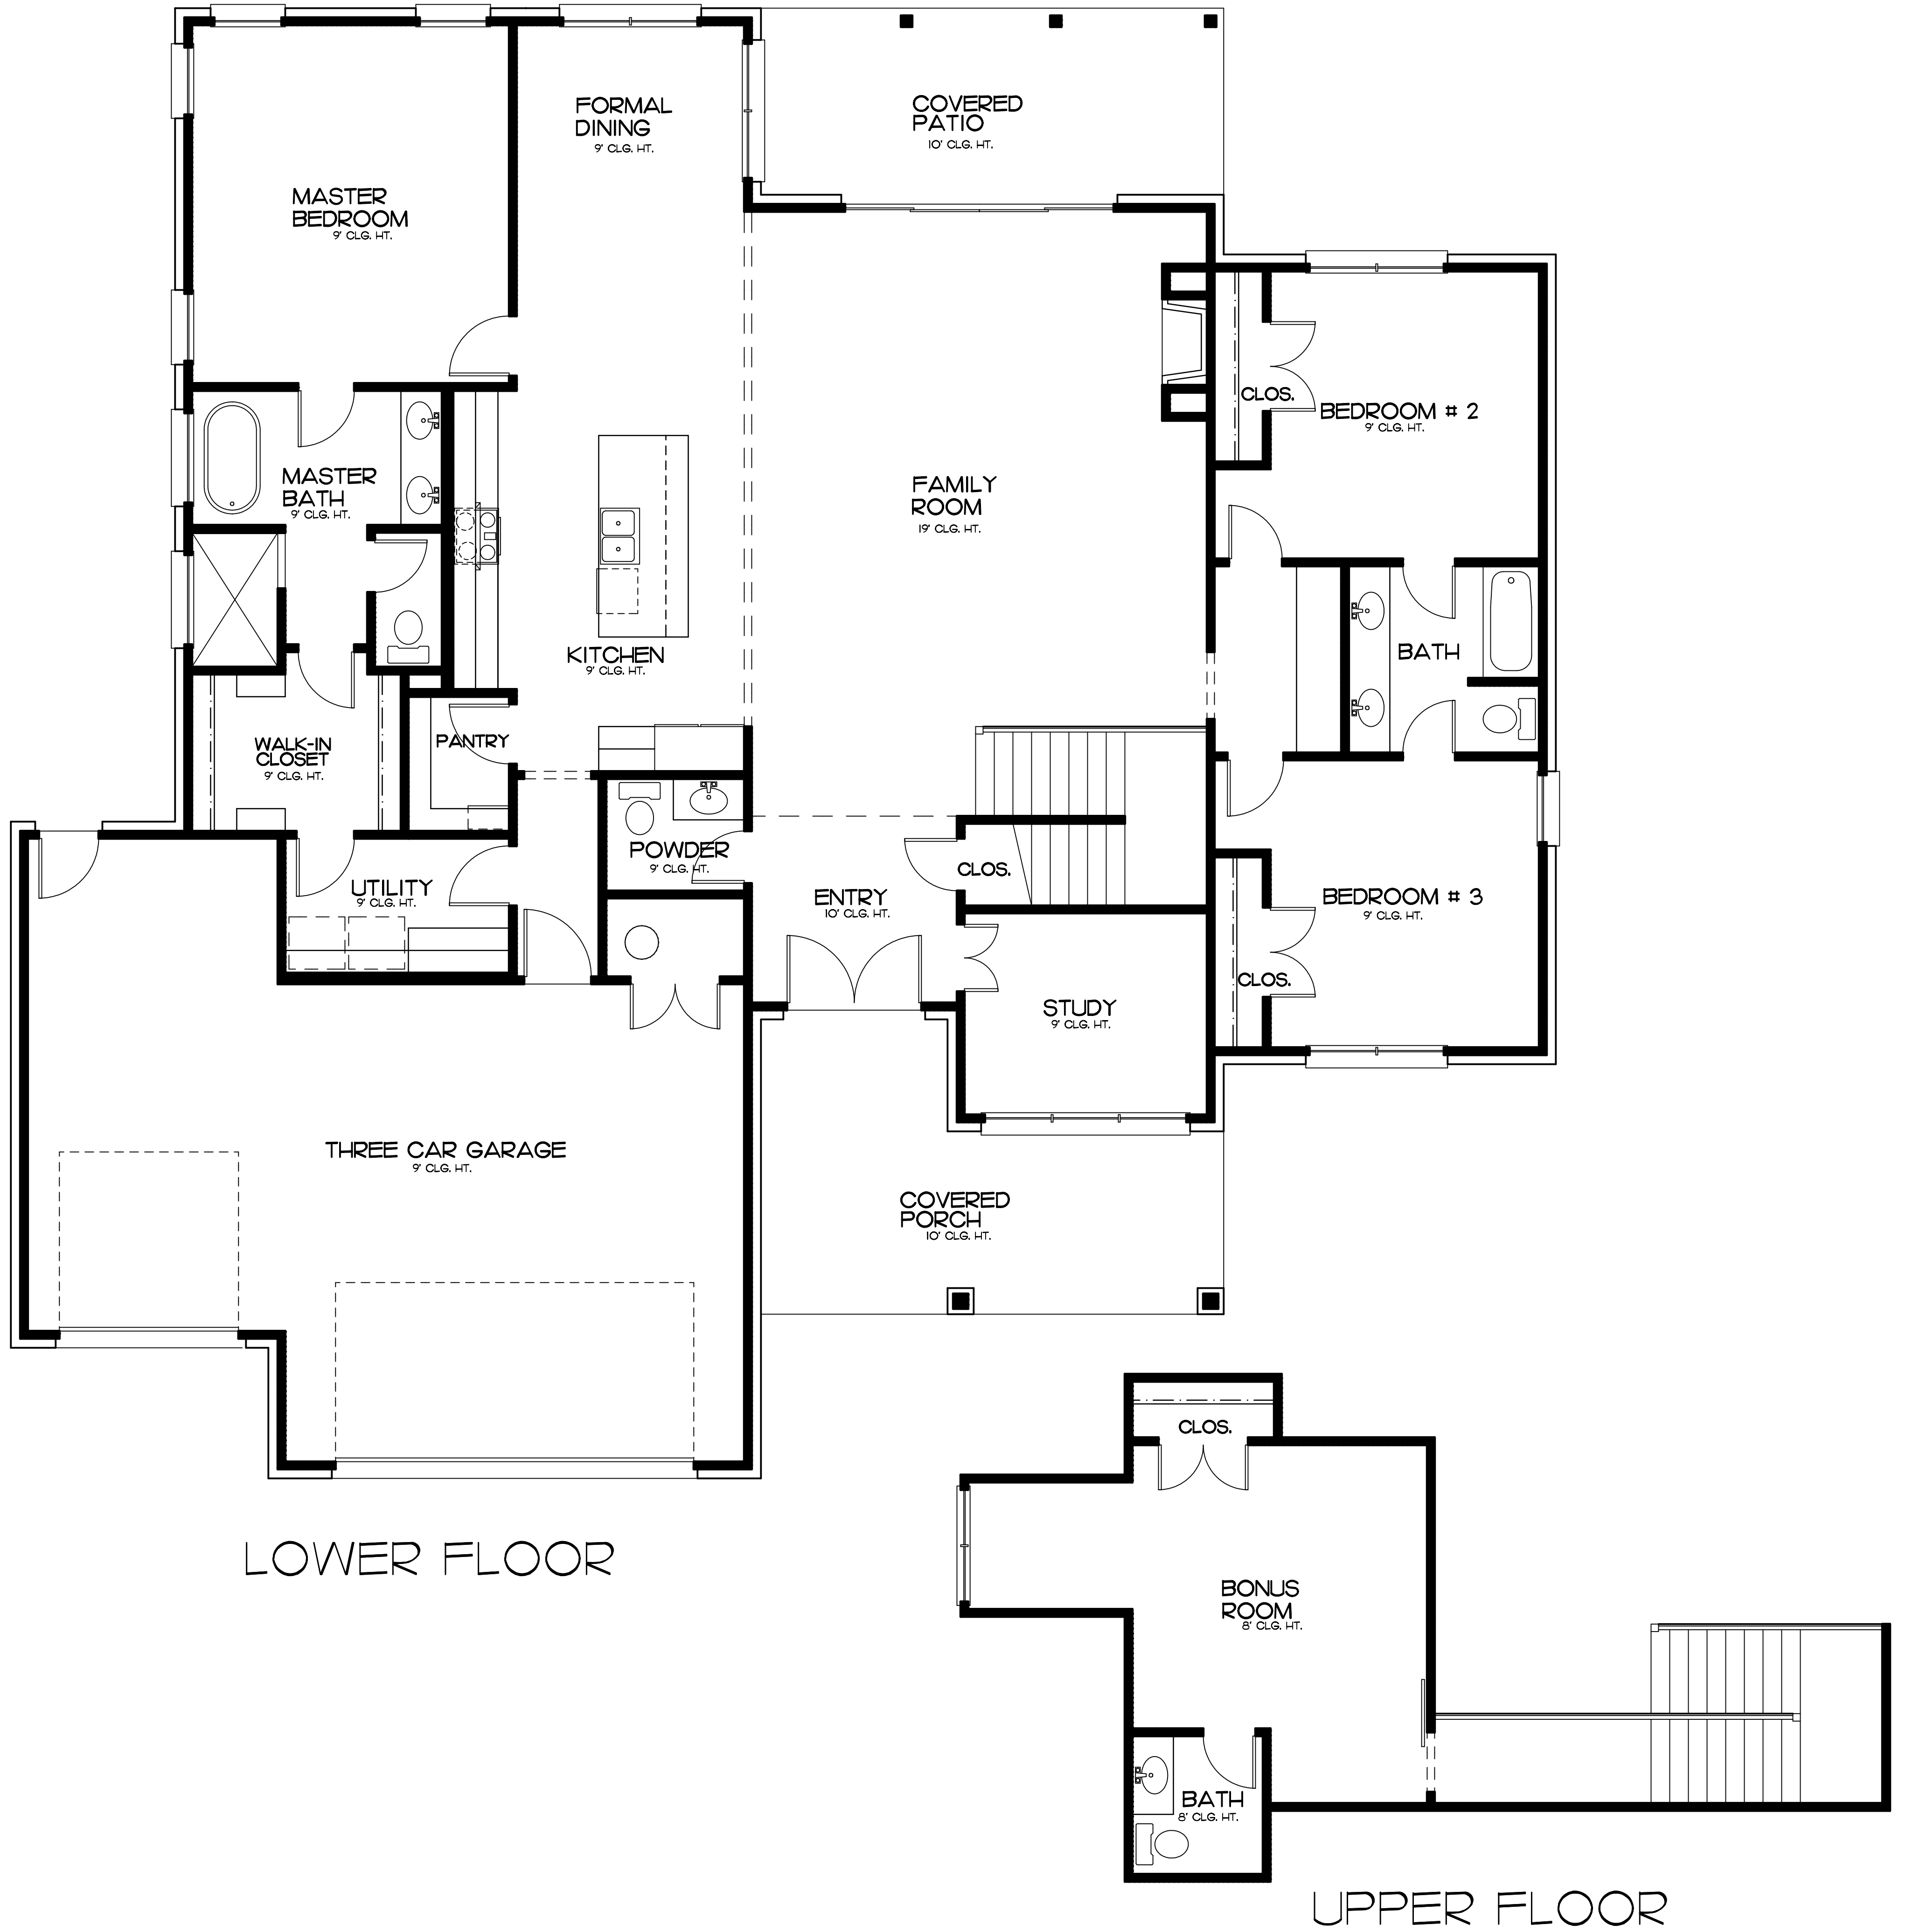 FORMAL
DINING
9' CLG. HT.
COVERED
PATIO
10' CLG. HT.
MASTER
BEDROOM
9' CLG. HT.
CLOS.
BEDROOM # 2
9' CLG. HT.
MASTER
BATH
9' CLG. HT.
FAMILY
ROOM
19' CLG. HT.
KITCHEN
9' CLG. HT.
BATH
WALK-IN
CLOSET
9' CLG. HT.
PANTRY
POWDER
9' CLG. HT.
CLOS.
UTILITY
9' CLG. HT.
ENTRY
10' CLG. HT.
BEDROOM # 3
9' CLG. HT.
CLOS.
STUDY
9' CLG. HT.
THREE CAR GARAGE
9' CLG. HT.
COVERED
PORCH
10' CLG. HT.
LOWER FLOOR
CLOS.
BONUS
ROOM
8' CLG. HT.
BATH
8' CLG. HT.
UPPER FLOOR